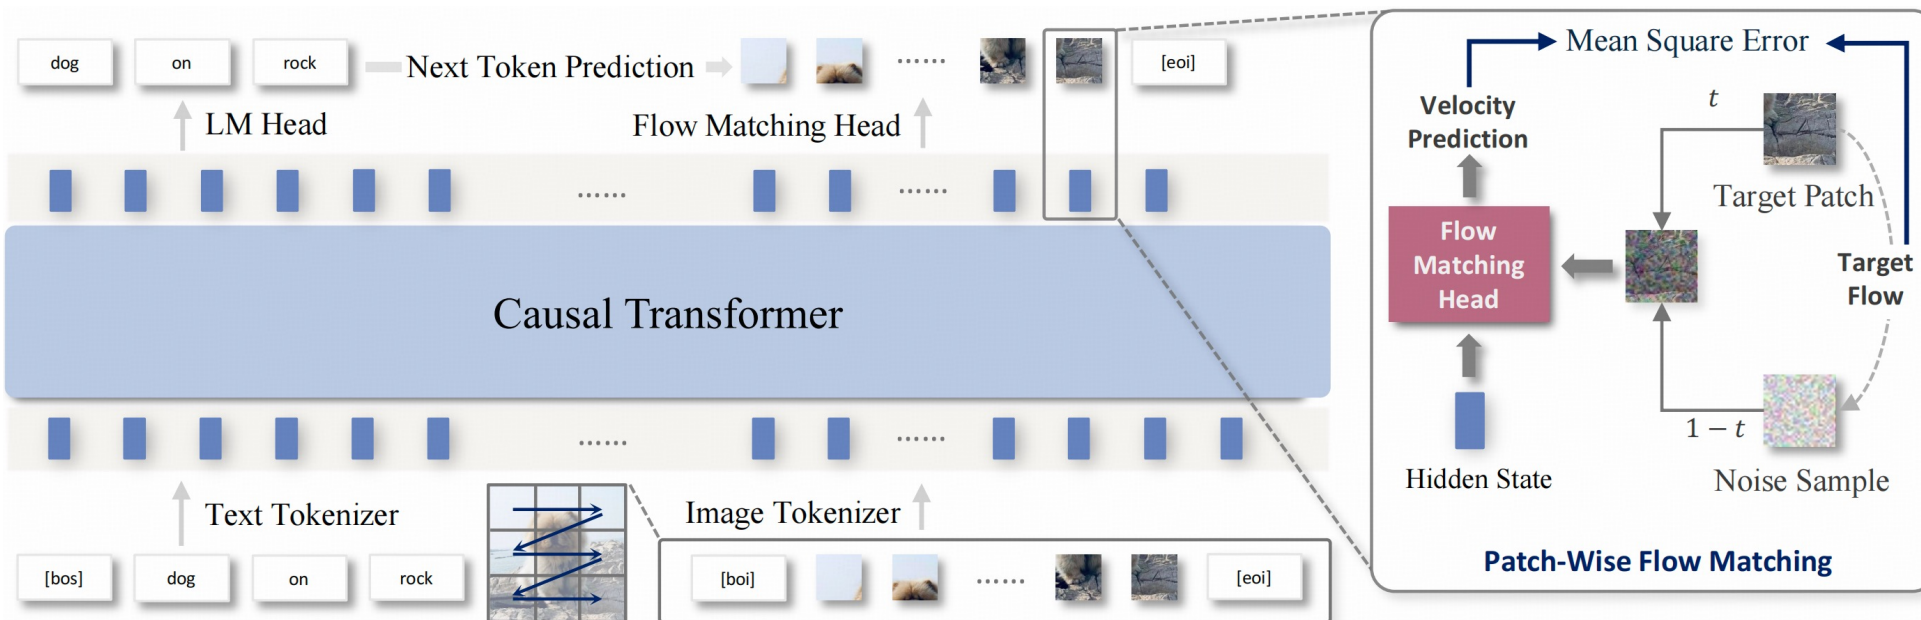 dog
on
rock
Next Token Prediction
......
[eoi]
LM Head
Flow Matching Head
......
......
Causal Transformer
......
......
Text Tokenizer
Image Tokenizer
[bos]
dog
on
rock
[boi]
......
[eoi]
Mean Square Error
Velocity
Prediction
t
Target Patch
Flow
Matching
Head
Target
Flow
1 − t
Hidden State
Noise Sample
Patch-Wise Flow Matching